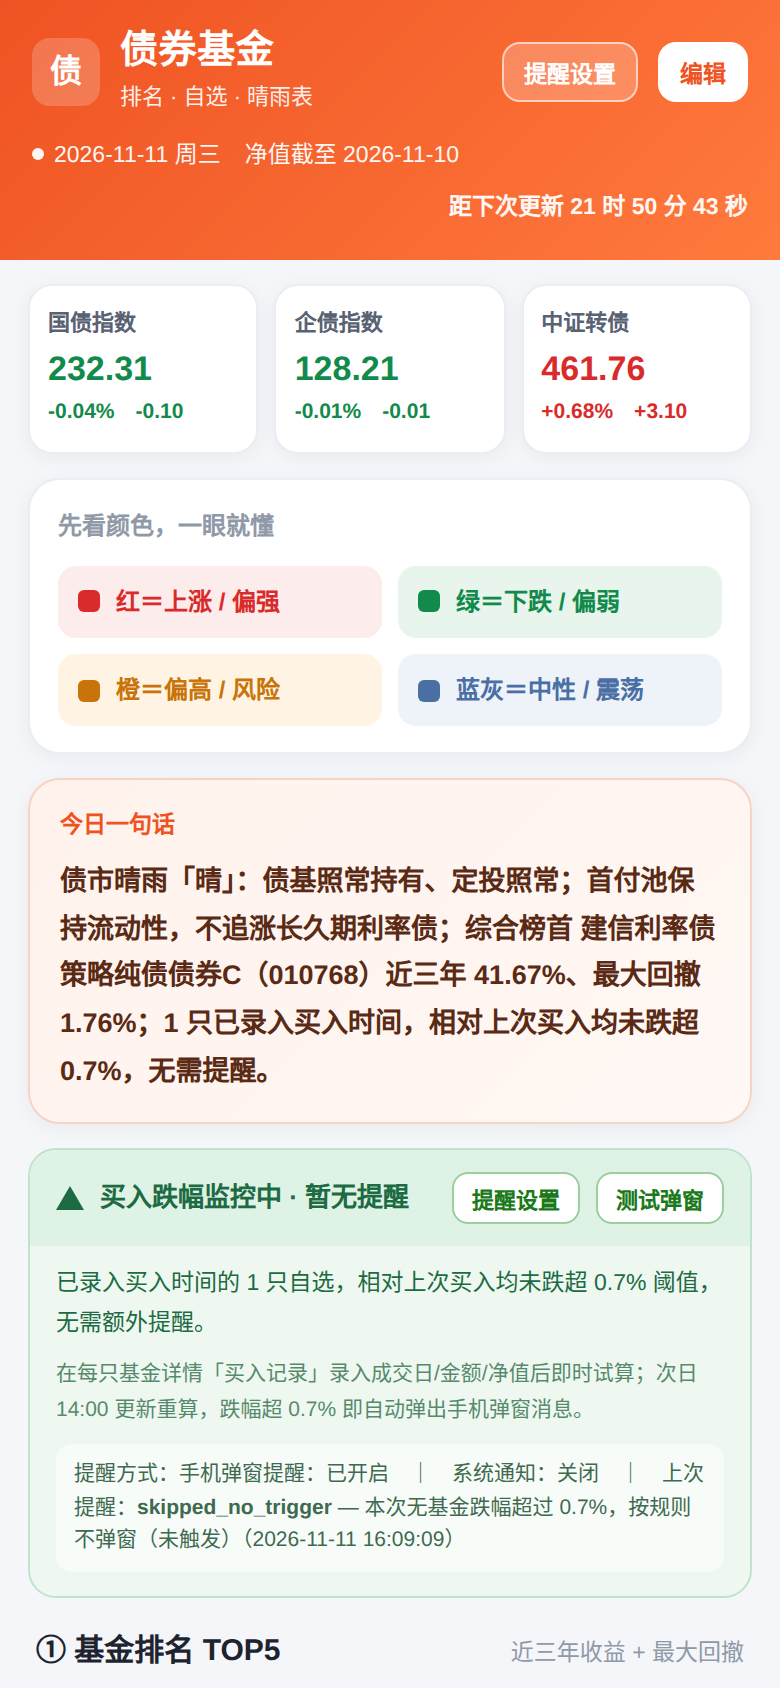 债
债券基金
排名 · 自选 · 晴雨表
提醒设置
编辑
2026-11-11 周三 净值截至 2026-11-10
距下次更新 21 时 50 分 43 秒
国债指数
232.31
-0.04% -0.10
企债指数
128.21
-0.01% -0.01
中证转债
461.76
+0.68% +3.10
先看颜色，一眼就懂
红＝上涨 / 偏强
绿＝下跌 / 偏弱
橙＝偏高 / 风险
蓝灰＝中性 / 震荡
今日一句话
债市晴雨「晴」：债基照常持有、定投照常；首付池保
持流动性，不追涨长久期利率债；综合榜首 建信利率债
策略纯债债券C（010768）近三年 41.67%、最大回撤
1.76%；1 只已录入买入时间，相对上次买入均未跌超
0.7%，无需提醒。
▲ 买入跌幅监控中 · 暂无提醒
提醒设置
测试弹窗
已录入买入时间的 1 只自选，相对上次买入均未跌超 0.7% 阈值，
无需额外提醒。
在每只基金详情「买入记录」录入成交日/金额/净值后即时试算；次日
14:00 更新重算，跌幅超 0.7% 即自动弹出手机弹窗消息。
提醒方式：手机弹窗提醒：已开启 ｜ 系统通知：关闭 ｜ 上次
提醒：skipped_no_trigger — 本次无基金跌幅超过 0.7%，按规则
不弹窗（未触发）（2026-11-11 16:09:09）
① 基金排名 TOP5
近三年收益 + 最大回撤